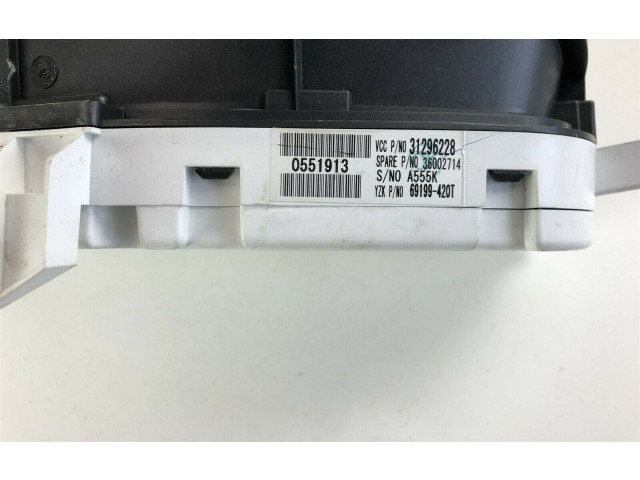 0551913
VCC P/NO 31296228
SPARE P/NO 36002714
S/NO A555K
YZK P/NO 69199-420T